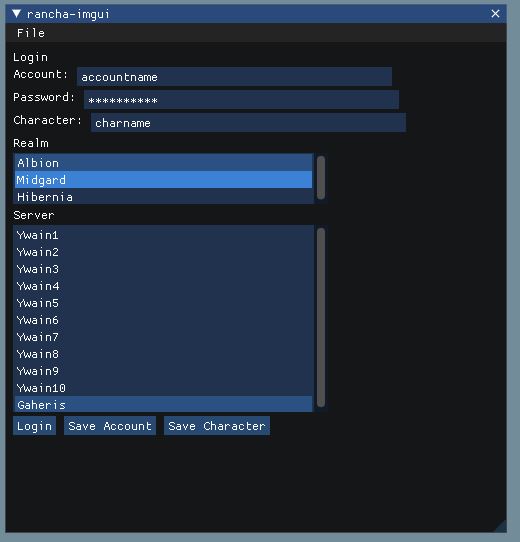 rancha-imgui
File
Login
Account: accountname
Password: **********
Character: charname
Realm
Albion
Midgard
Hibernia
Server
Ywain1
Ywain2
Ywain3
Ywain4
Ywain5
Ywain6
Ywain7
Ywain8
Ywain9
Ywain10
Gaheris
Login Save Account Save Character